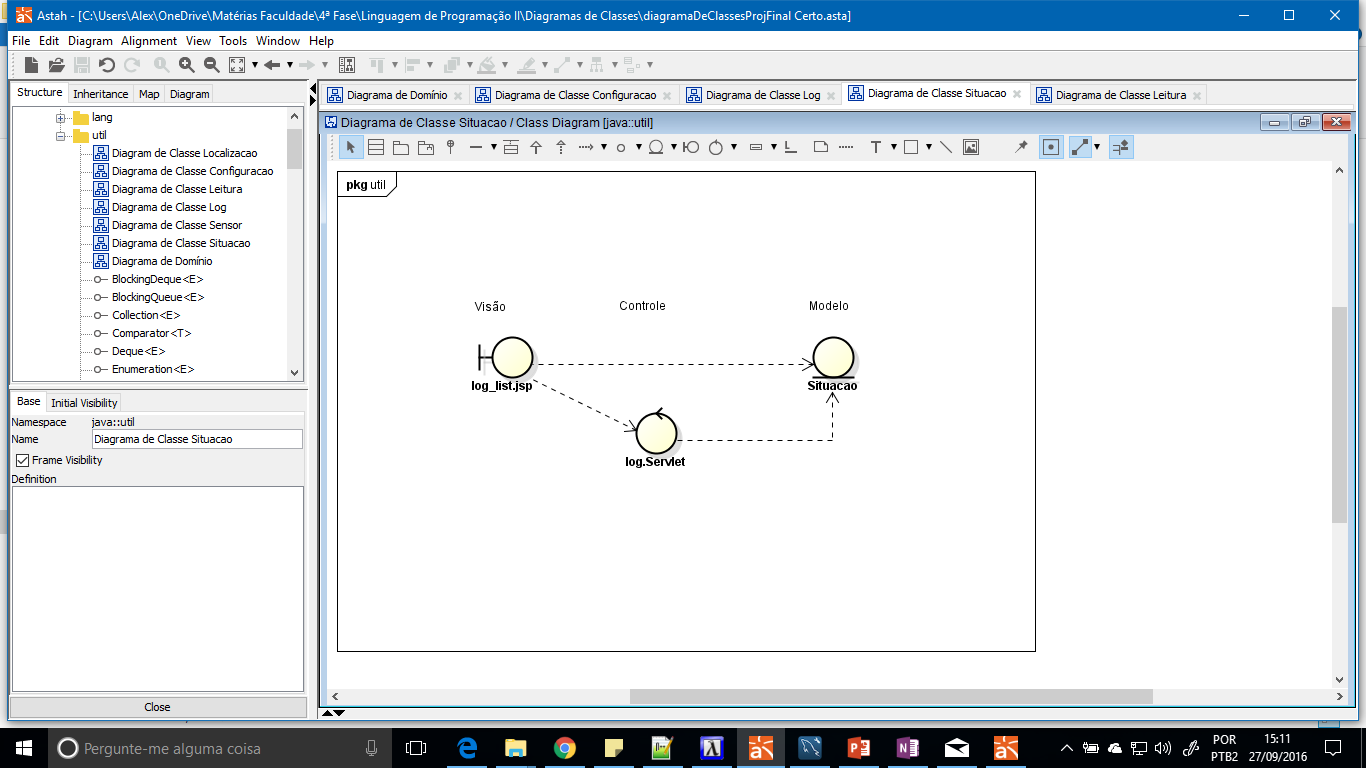 Astah - [C:\Users\Alex\OneDrive\Matérias Faculdade\4ª Fase\Linguagem de Programação II\Diagramas de Classes\diagramaDeClassesProjFinal Certo.asta]
File Edit Diagram Alignment View Tools Window Help
Structure Inheritance Map Diagram
Diagrama de Domínio Diagrama de Classe Configuracao Diagrama de Classe Log Diagrama de Classe Situacao Diagrama de Classe Leitura
Diagrama de Classe Situacao / Class Diagram [java::util]
lang
util
Diagram de Classe Localizacao
Diagrama de Classe Configuracao
Diagrama de Classe Leitura
Diagrama de Classe Log
Diagrama de Classe Sensor
Diagrama de Classe Situacao
Diagrama de Domínio
BlockingDeque<E>
BlockingQueue<E>
Collection<E>
Comparator<T>
Deque<E>
Enumeration<E>
Base Initial Visibility
Namespace java::util
Name Diagrama de Classe Situacao
Frame Visibility
Definition
Close
pkg util
Visão Controle Modelo
log_list.jsp Situacao
log.Servlet
Pergunte-me alguma coisa
POR 15:11
PTB2 27/09/2016